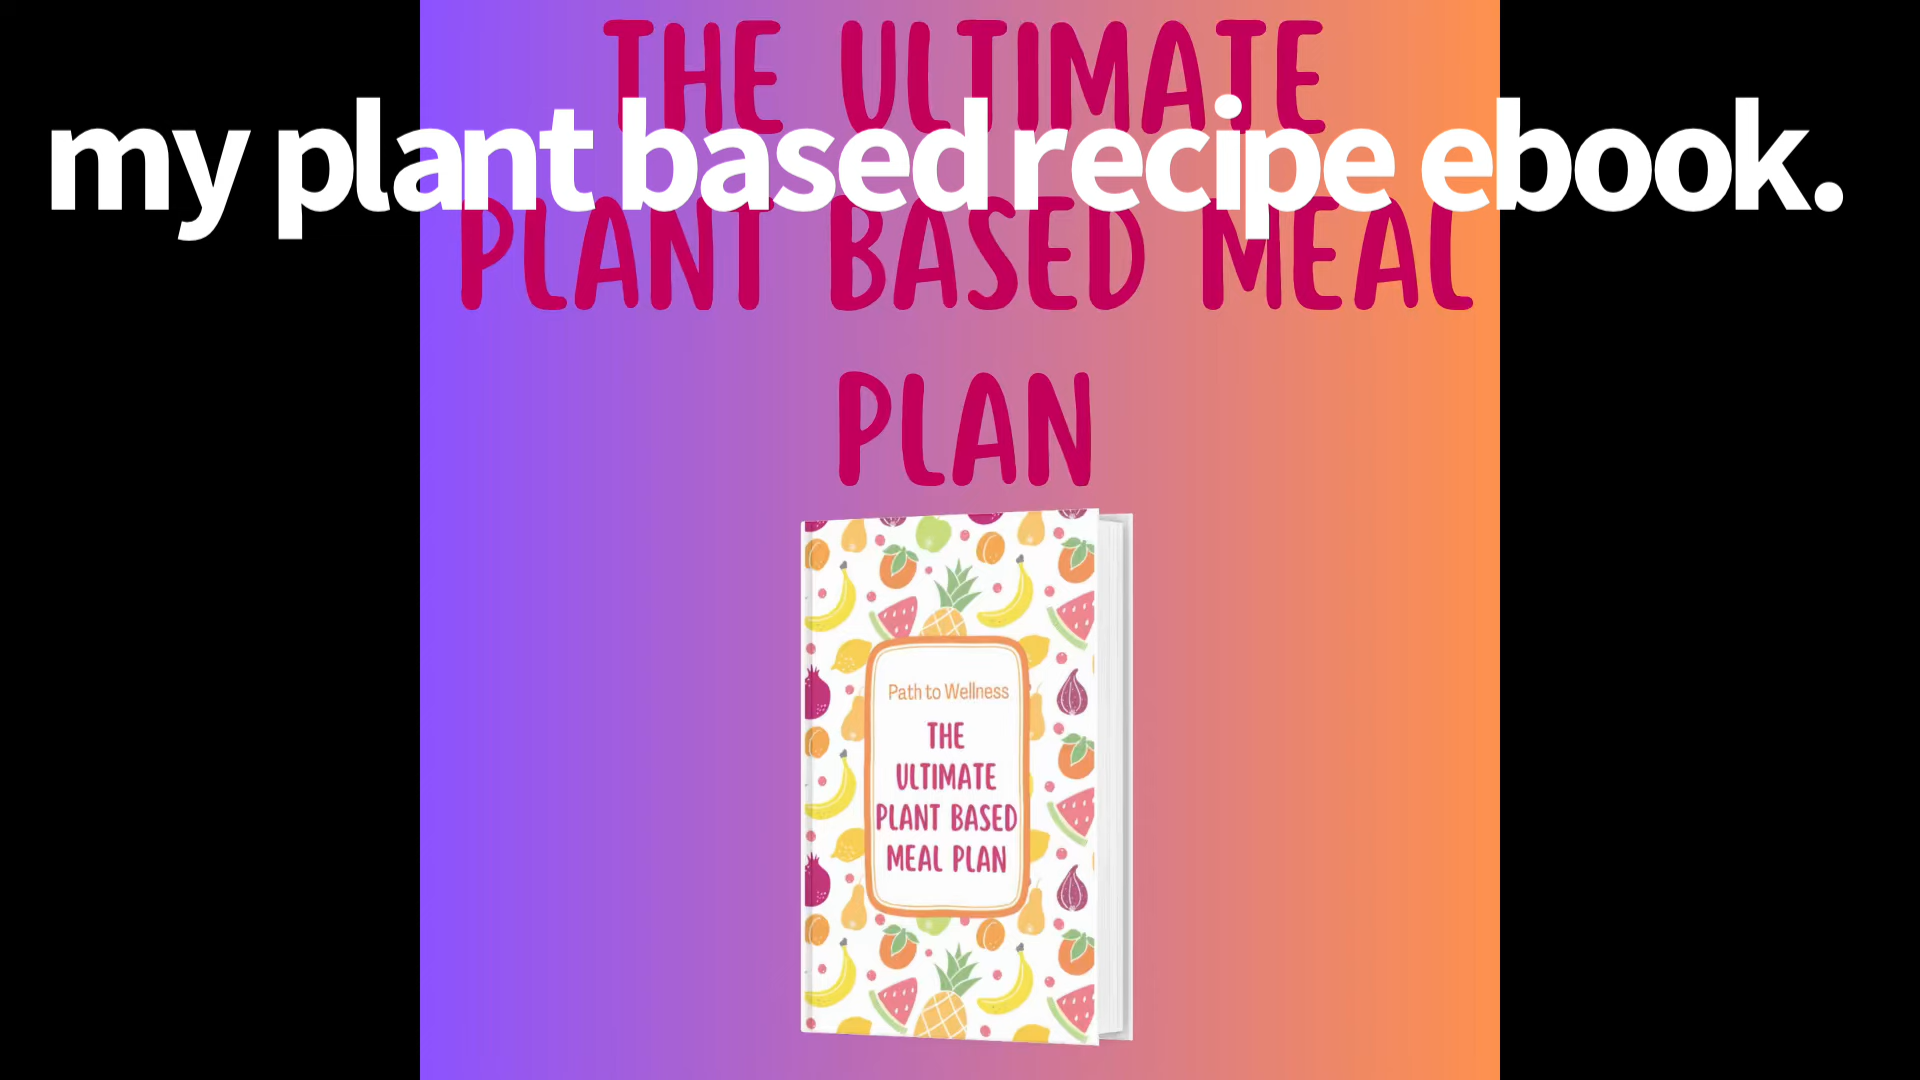 THE ULTIMATE
my plant based recipe ebook.
PLANT BASED MEAL
PLAN
Path to Wellness
THE
ULTIMATE
PLANT BASED
MEAL PLAN